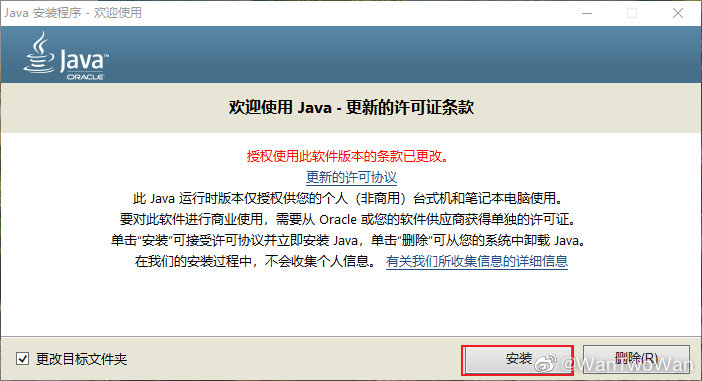 Java 安装程序 - 欢迎使用
Java™
ORACLE
欢迎使用 Java - 更新的许可证条款
授权使用此软件版本的条款已更改。
更新的许可协议
此 Java 运行时版本仅授权供您的个人（非商用）台式机和笔记本电脑使用。
要对此软件进行商业使用，需要从 Oracle 或您的软件供应商获得单独的许可证。
单击“安装”可接受许可协议并立即安装 Java，单击“删除”可从您的系统中卸载 Java。
在我们的安装过程中，不会收集个人信息。 有关我们所收集信息的详细信息
更改目标文件夹
安装
删除(R)
@WanTwoWan